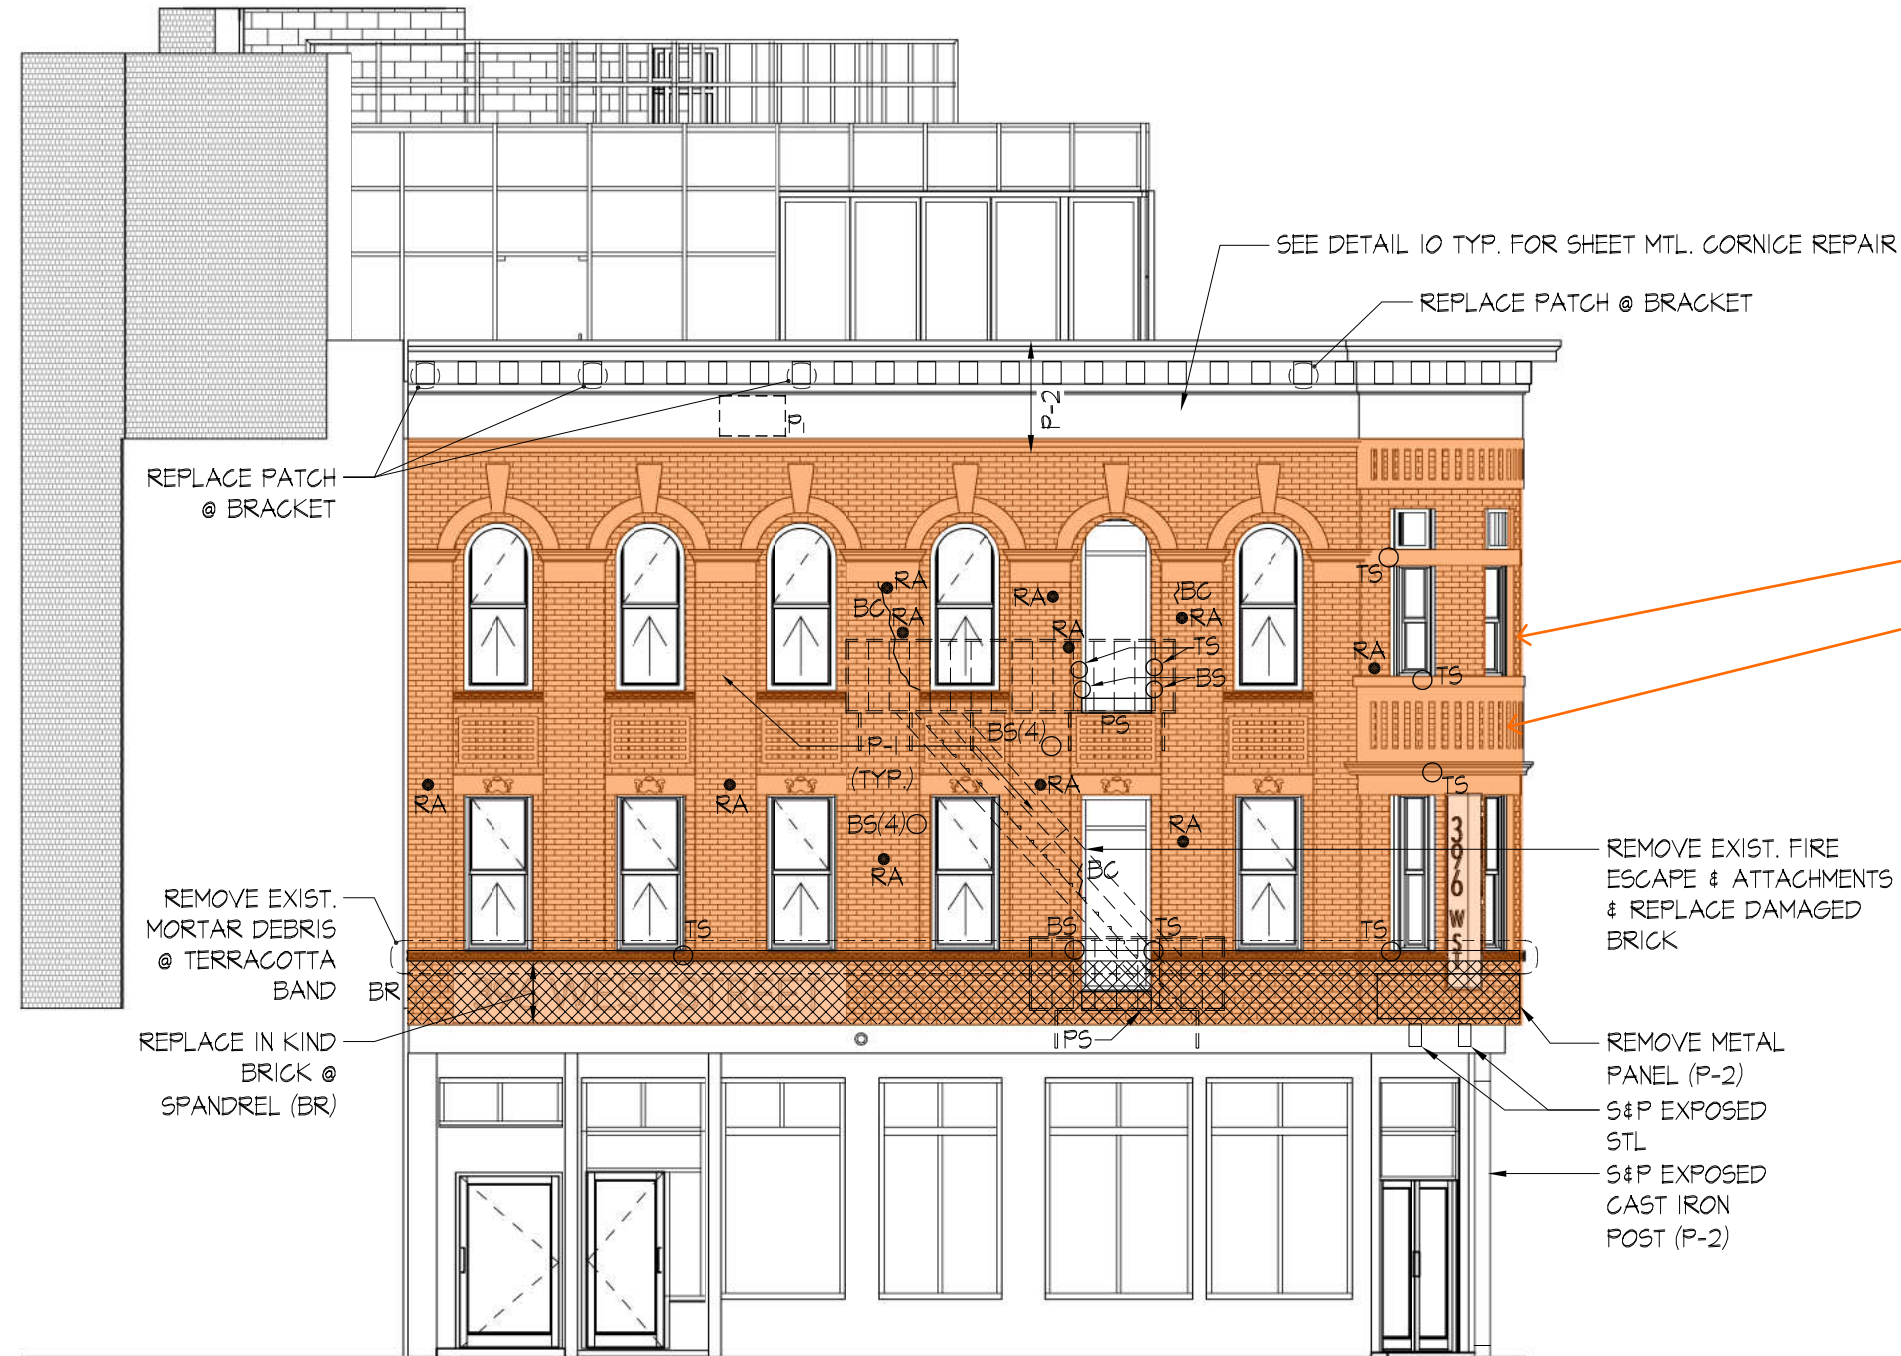 SEE DETAIL 10 TYP. FOR SHEET MTL. CORNICE REPAIR
REPLACE PATCH @ BRACKET
P-2
P1
REPLACE PATCH
@ BRACKET
TS
RA
BC
RA
RA
BC
RA
RA
TS
RA
TS
BS
PS
BS(4)
P-1
(TYP.)
TS
RA
RA
RA
BS(4)
RA
RA
BC
3
9
6
W
ST
REMOVE EXIST. FIRE
ESCAPE & ATTACHMENTS
& REPLACE DAMAGED
BRICK
REMOVE EXIST.
MORTAR DEBRIS
@ TERRACOTTA
BAND
TS
BS
TS
TS
BR
REPLACE IN KIND
BRICK @
SPANDREL (BR)
PS
REMOVE METAL
PANEL (P-2)
S&P EXPOSED
STL
S&P EXPOSED
CAST IRON
POST (P-2)